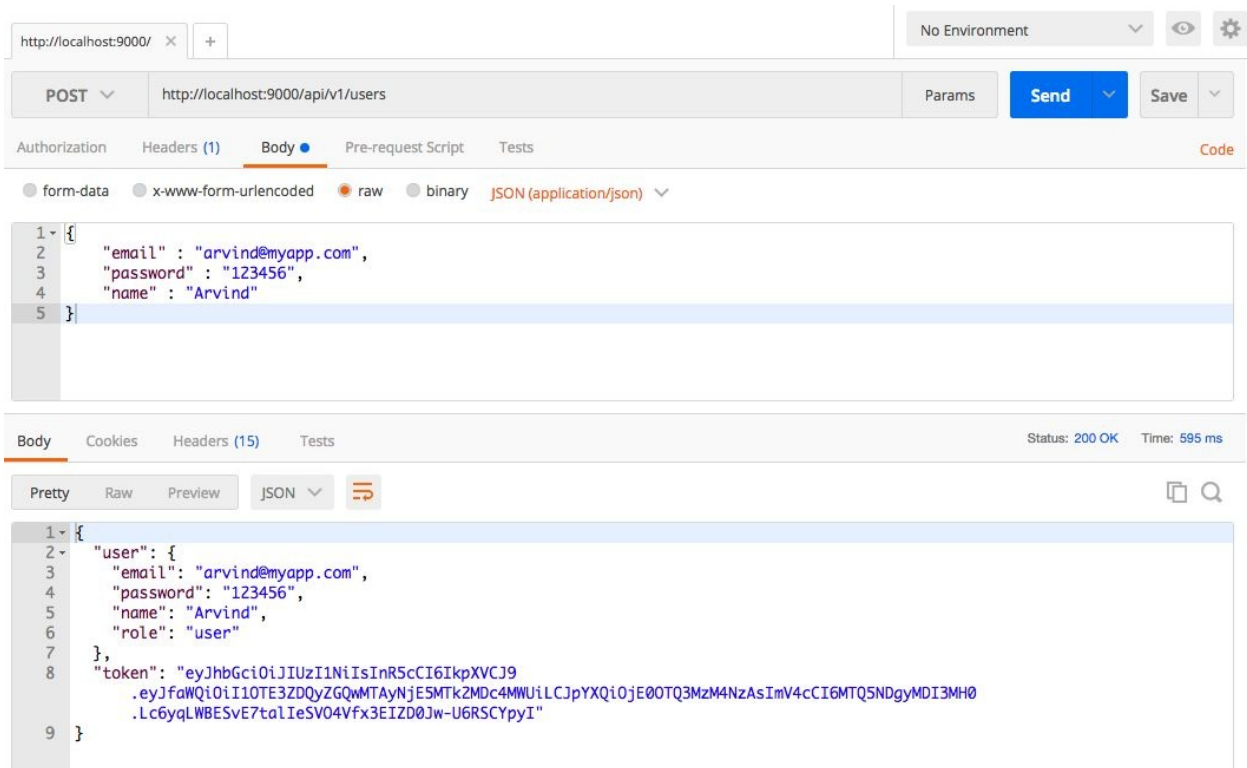 http://localhost:9000/ × + No Environment
POST http://localhost:9000/api/v1/users Params Send Save
Authorization Headers (1) Body Pre-request Script Tests Code
form-data x-www-form-urlencoded raw binary JSON (application/json)
1 {
2 "email" : "arvind@myapp.com",
3 "password" : "123456",
4 "name" : "Arvind"
5 }
Body Cookies Headers (15) Tests Status: 200 OK Time: 595 ms
Pretty Raw Preview JSON
1 {
2 "user": {
3 "email": "arvind@myapp.com",
4 "password": "123456",
5 "name": "Arvind",
6 "role": "user"
7 },
8 "token": "eyJhbGciOiJIUzI1NiIsInR5cCI6IkpXVCJ9
.eyJfaWQiOiI1OTE3ZDQyZGQwMTAyNjE5MTk2MDc4MWUiLCJpYXQiOjE0OTQ3MzM4NzAsImV4cCI6MTQ5NDgyMDI3MH0
.Lc6yqLWBESvE7talIeSVO4Vfx3EIZD0Jw-U6RSCYpyI"
9 }